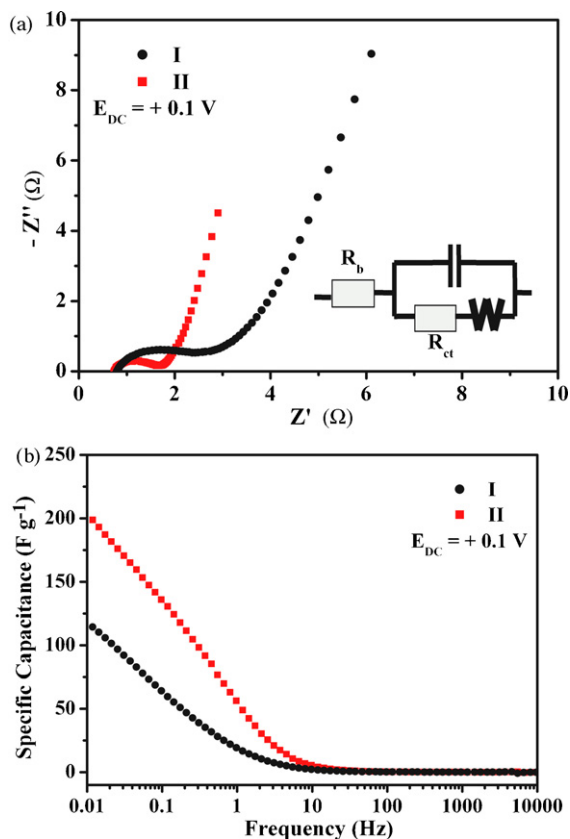 (a)
10
8
6
4
2
0
- Z'' (Ω)
I
II
E_DC = + 0.1 V
R_b
R_ct
W
0 2 4 6 8 10
Z' (Ω)
(b)
250
200
150
100
50
0
Specific Capacitance (F g⁻¹)
I
II
E_DC = + 0.1 V
0.01 0.1 1 10 100 1000 10000
Frequency (Hz)